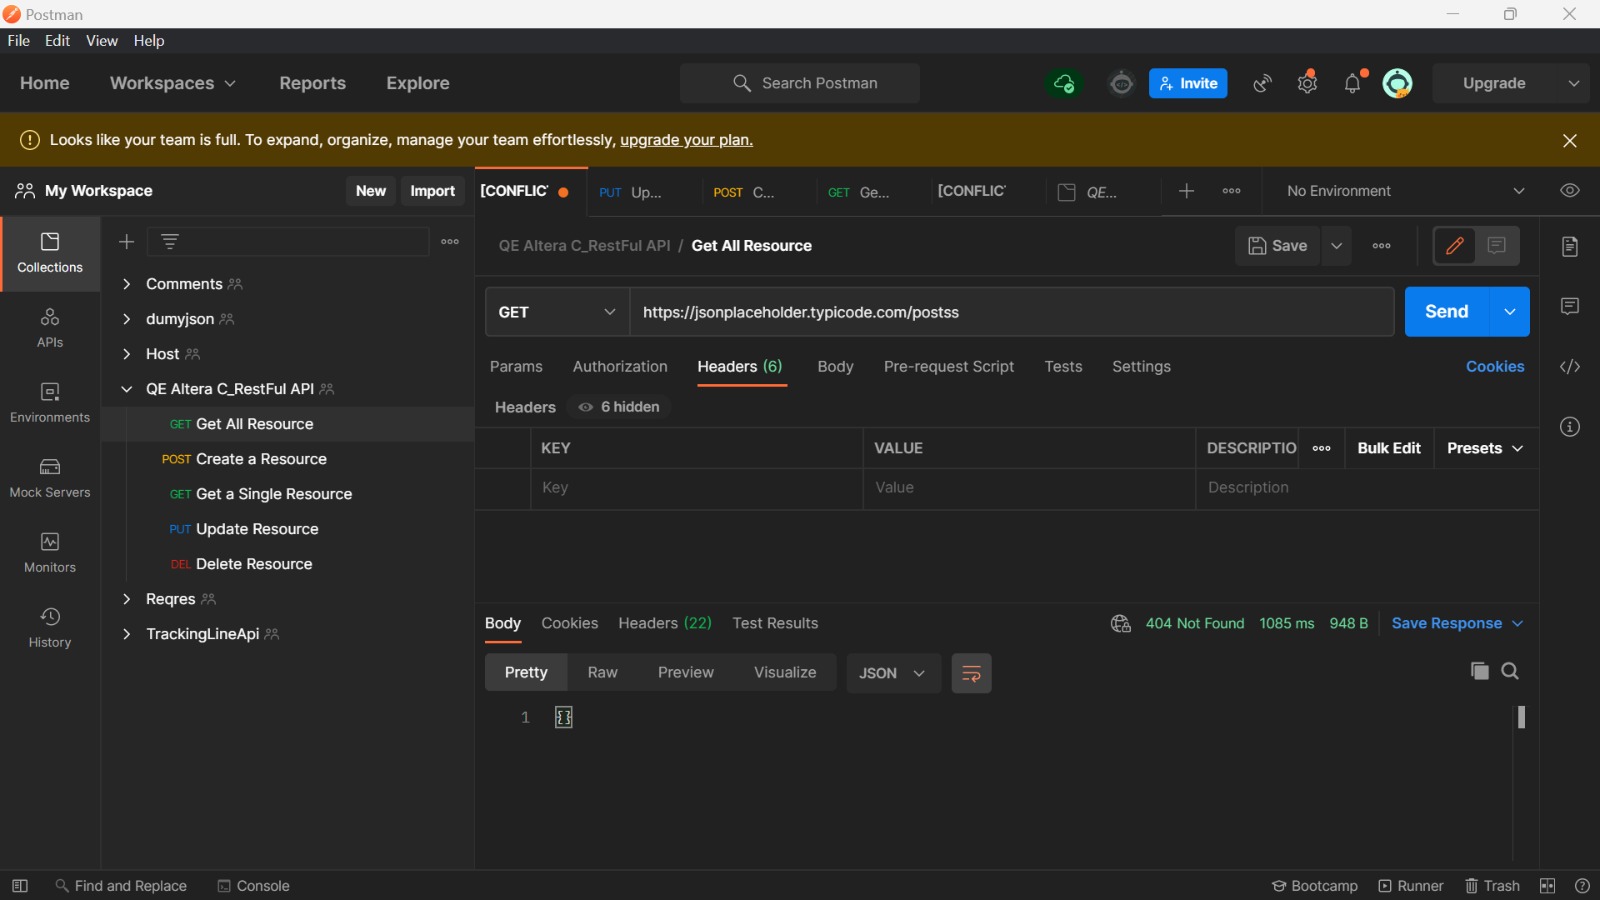 Postman
File Edit View Help
Home Workspaces Reports Explore Search Postman Invite Upgrade
Looks like your team is full. To expand, organize, manage your team effortlessly, upgrade your plan.
My Workspace New Import [CONFLIC PUT Up... POST C... GET Ge... [CONFLIC QE... No Environment
QE Altera C_RestFul API / Get All Resource Save
Collections
APIs
Environments
Mock Servers
Monitors
History
Comments
dumyjson
Host
QE Altera C_RestFul API
GET Get All Resource
POST Create a Resource
GET Get a Single Resource
PUT Update Resource
DEL Delete Resource
Reqres
TrackingLineApi
GET https://jsonplaceholder.typicode.com/postss Send
Params Authorization Headers (6) Body Pre-request Script Tests Settings Cookies
Headers 6 hidden
KEY VALUE DESCRIPTIO Bulk Edit Presets
Key Value Description
Body Cookies Headers (22) Test Results 404 Not Found 1085 ms 948 B Save Response
Pretty Raw Preview Visualize JSON
1 {}
Find and Replace Console Bootcamp Runner Trash